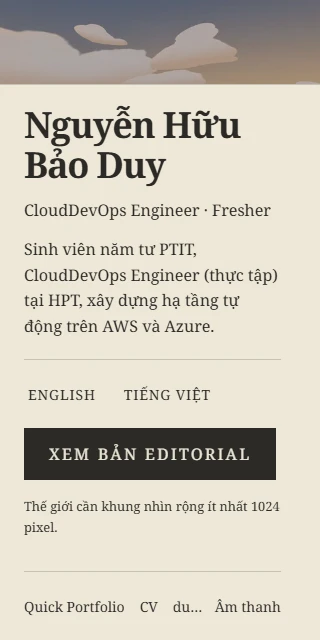 Nguyễn Hữu
Bảo Duy
CloudDevOps Engineer · Fresher
Sinh viên năm tư PTIT,
CloudDevOps Engineer (thực tập)
tại HPT, xây dựng hạ tầng tự
động trên AWS và Azure.
ENGLISH TIẾNG VIỆT
XEM BẢN EDITORIAL
Thế giới cần khung nhìn rộng ít nhất 1024
pixel.
Quick Portfolio CV du... Âm thanh